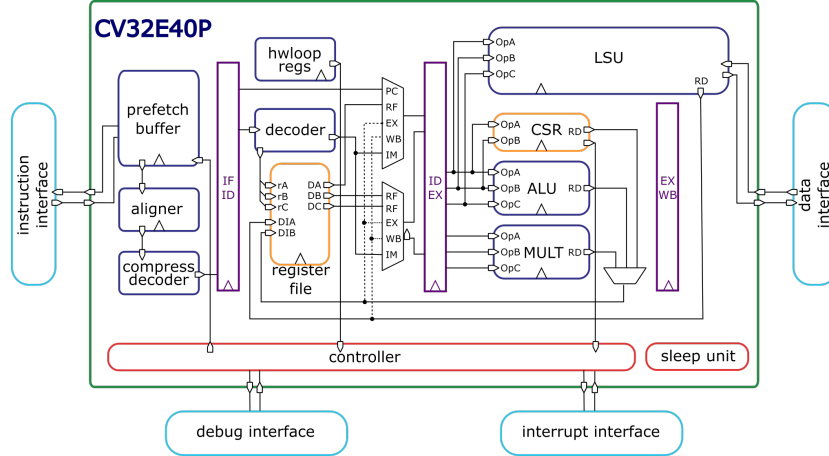 CV32E40P
instruction
interface
prefetch
buffer
aligner
compress
decoder
IF
ID
hwloop
regs
decoder
rA
rB
rC
DIA
DIB
DA
DB
DC
register
file
PC
RF
EX
WB
IM
RF
RF
EX
WB
IM
ID
EX
OpA
OpB
OpC
LSU
RD
OpA
OpB
CSR
RD
OpA
OpB
OpC
ALU
RD
OpA
OpB
OpC
MULT
RD
EX
WB
data
interface
controller
sleep unit
debug interface
interrupt interface